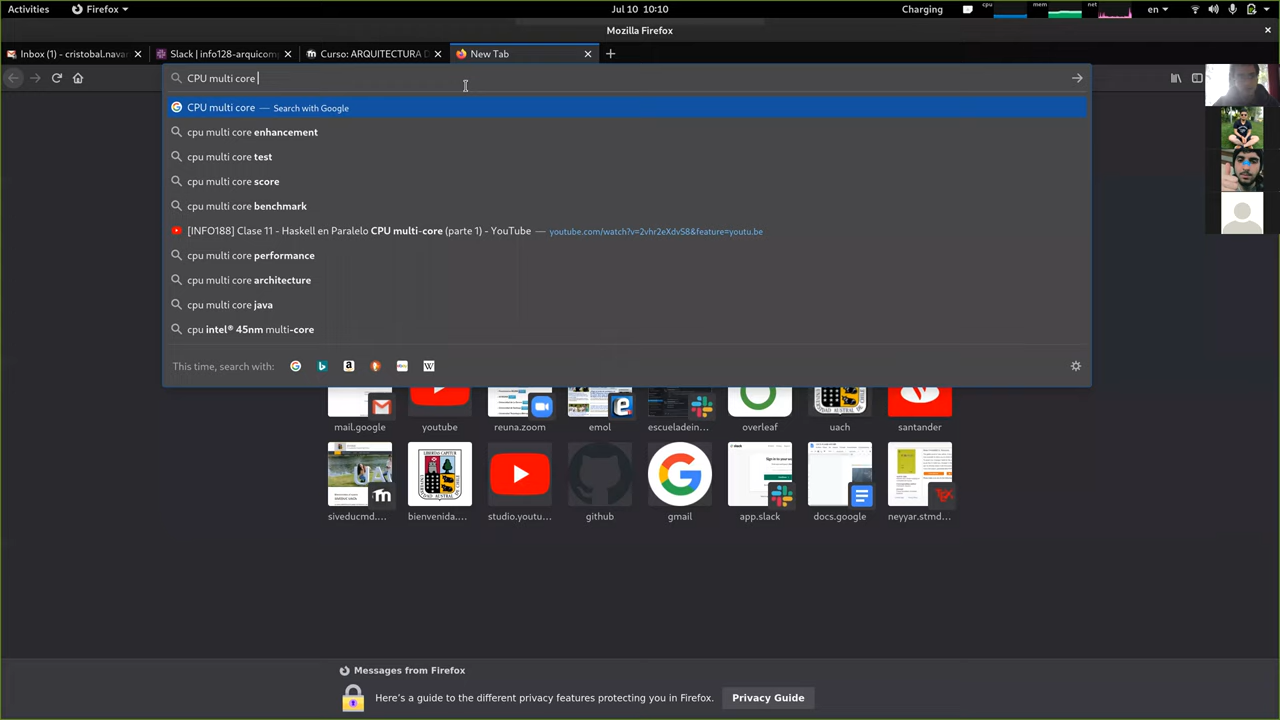 Activities
Firefox
Jul 10 10:10
Charging
cpu
mem
net
en
Mozilla Firefox
Inbox (1) - cristobal.navar
Slack | info128-arquicom
Curso: ARQUITECTURA D
New Tab
CPU multi core
CPU multi core — Search with Google
cpu multi core enhancement
cpu multi core test
cpu multi core score
cpu multi core benchmark
[INFO188] Clase 11 - Haskell en Paralelo CPU multi-core (parte 1) - YouTube — youtube.com/watch?v=2vhr2eXdvS8&feature=youtu.be
cpu multi core performance
cpu multi core architecture
cpu multi core java
cpu intel® 45nm multi-core
This time, search with:
mail.google
youtube
reuna.zoom
emol
escueladein...
overleaf
uach
santander
siveducmd....
bienvenida....
studio.youtu...
github
gmail
app.slack
docs.google
neyyar.stmd...
Messages from Firefox
Here's a guide to the different privacy features protecting you in Firefox.
Privacy Guide